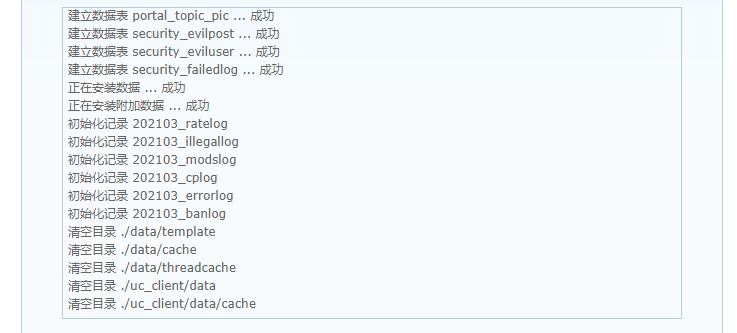 建立数据表 portal_topic_pic ... 成功
建立数据表 security_evilpost ... 成功
建立数据表 security_eviluser ... 成功
建立数据表 security_failedlog ... 成功
正在安装数据 ... 成功
正在安装附加数据 ... 成功
初始化记录 202103_ratelog
初始化记录 202103_illegallog
初始化记录 202103_modslog
初始化记录 202103_cplog
初始化记录 202103_errorlog
初始化记录 202103_banlog
清空目录 ./data/template
清空目录 ./data/cache
清空目录 ./data/threadcache
清空目录 ./uc_client/data
清空目录 ./uc_client/data/cache